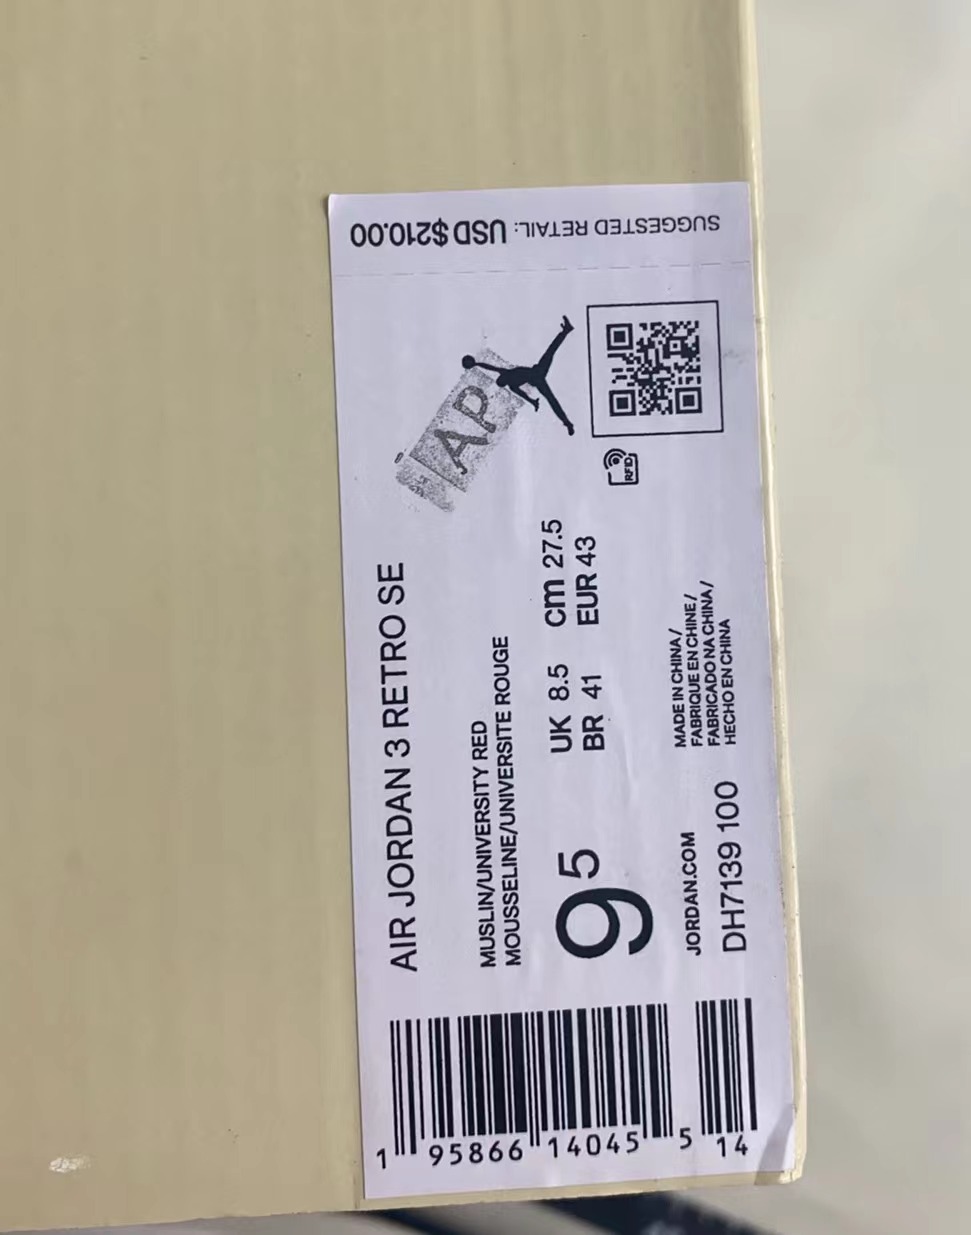 SUGGESTED RETAIL: USD $210.00
AIR JORDAN 3 RETRO SE
MUSLIN/UNIVERSITY RED
MOUSSELINE/UNIVERSITE ROUGE
9 5
UK 8.5 cm 27.5
BR 41 EUR 43
AP
RFID
JORDAN.COM
DH7139 100
MADE IN CHINA/
FABRIQUE EN CHINE/
FABRICADO NA CHINA/
HECHO EN CHINA
1 95866 14045 5 14